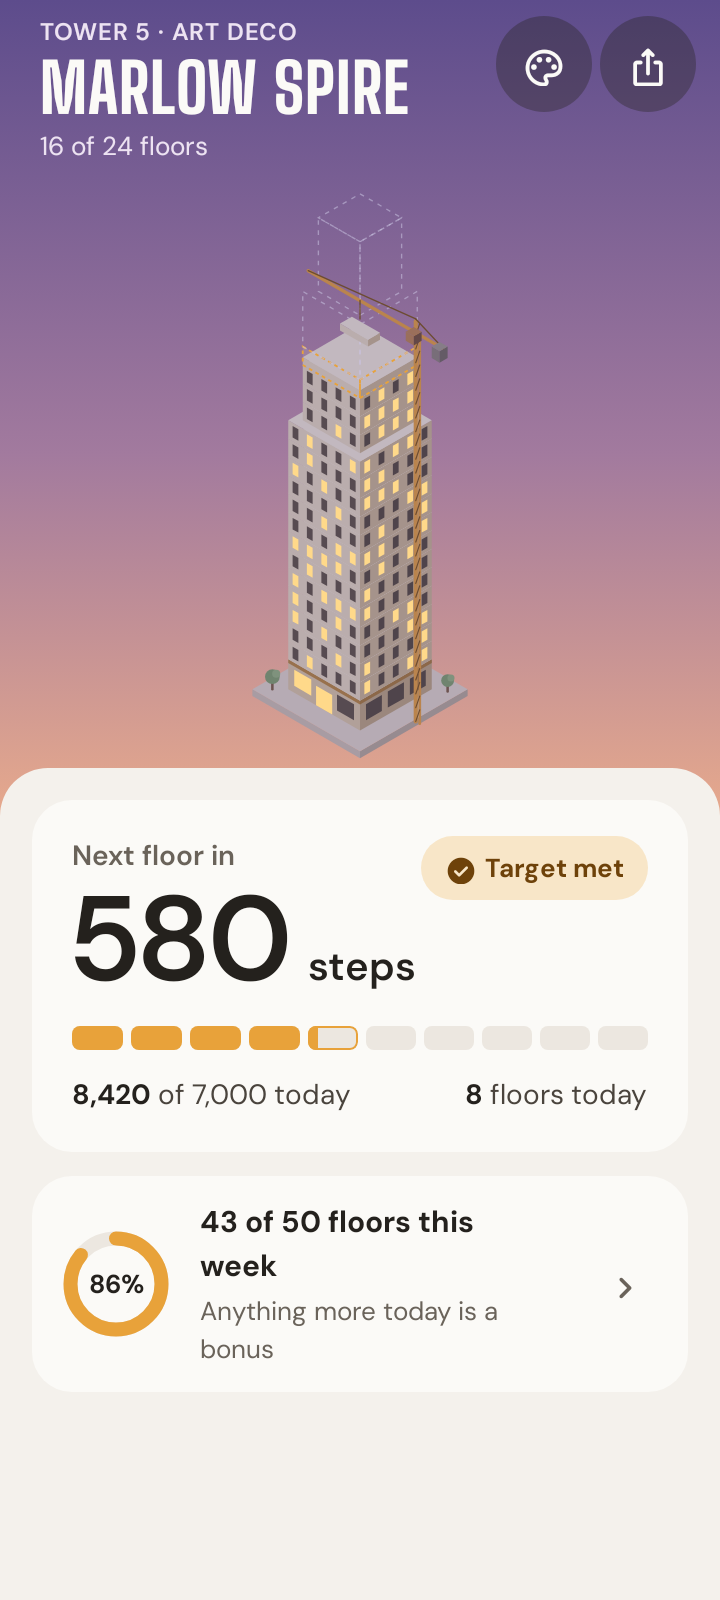 TOWER 5 · ART DECO
MARLOW SPIRE
16 of 24 floors
Next floor in
Target met
580 steps
8,420 of 7,000 today
8 floors today
86%
43 of 50 floors this
week
Anything more today is a
bonus